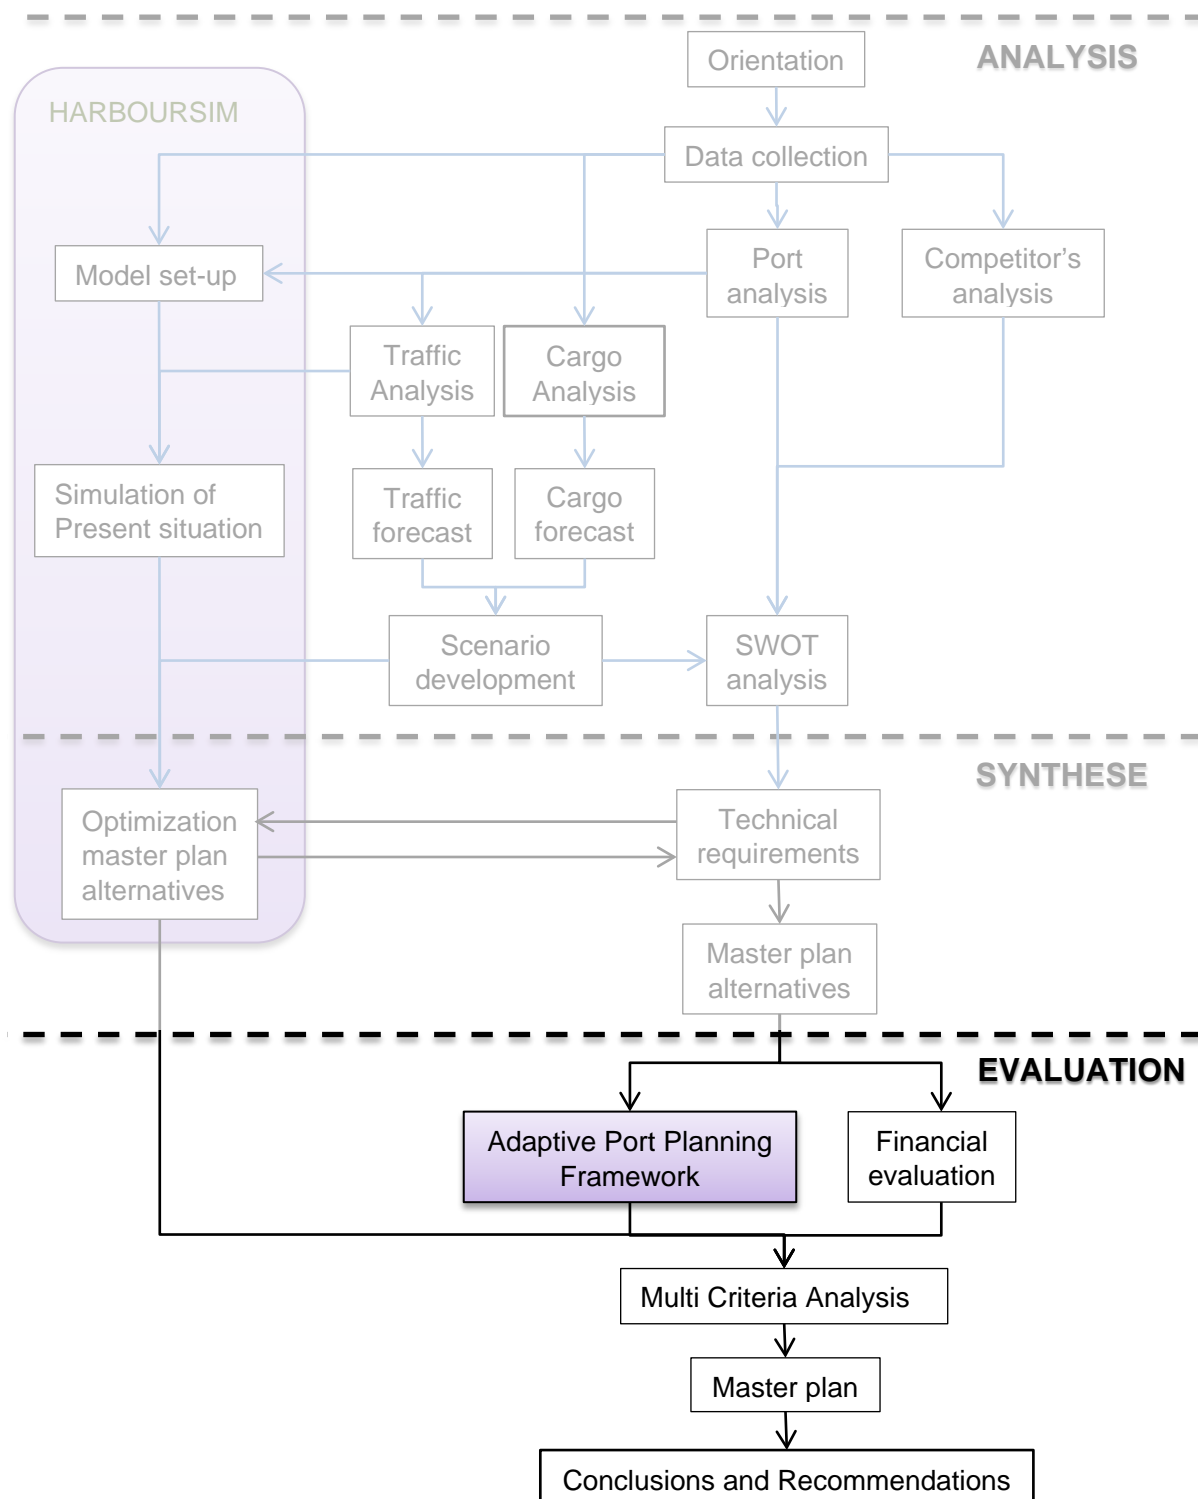 ANALYSIS
Orientation
HARBOURSIM
Data collection
Model set-up
Port
analysis
Competitor’s
analysis
Traffic
Analysis
Cargo
Analysis
Simulation of
Present situation
Traffic
forecast
Cargo
forecast
Scenario
development
SWOT
analysis
SYNTHESE
Optimization
master plan
alternatives
Technical
requirements
Master plan
alternatives
EVALUATION
Adaptive Port Planning
Framework
Financial
evaluation
Multi Criteria Analysis
Master plan
Conclusions and Recommendations